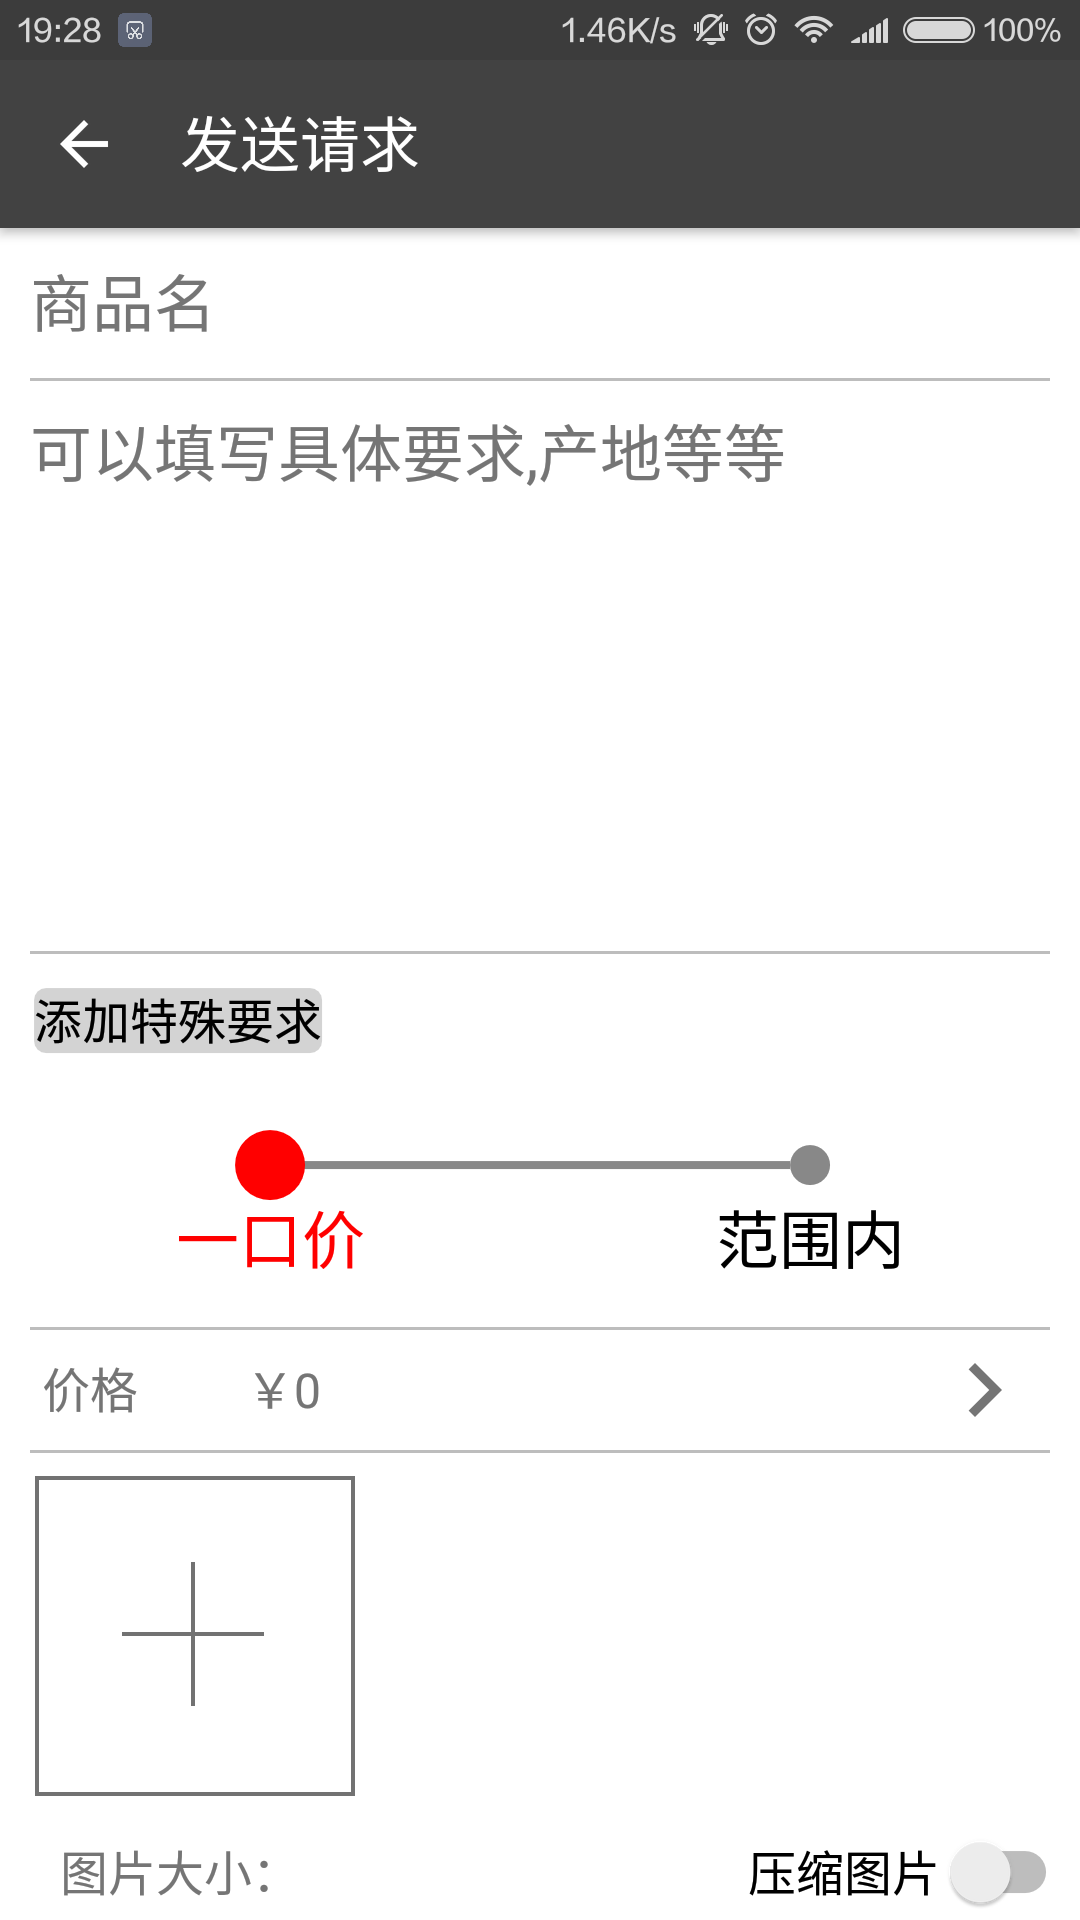 19:28 1.46K/s 100%
发送请求
商品名
可以填写具体要求,产地等等
添加特殊要求
一口价 范围内
价格 ￥0
图片大小： 压缩图片